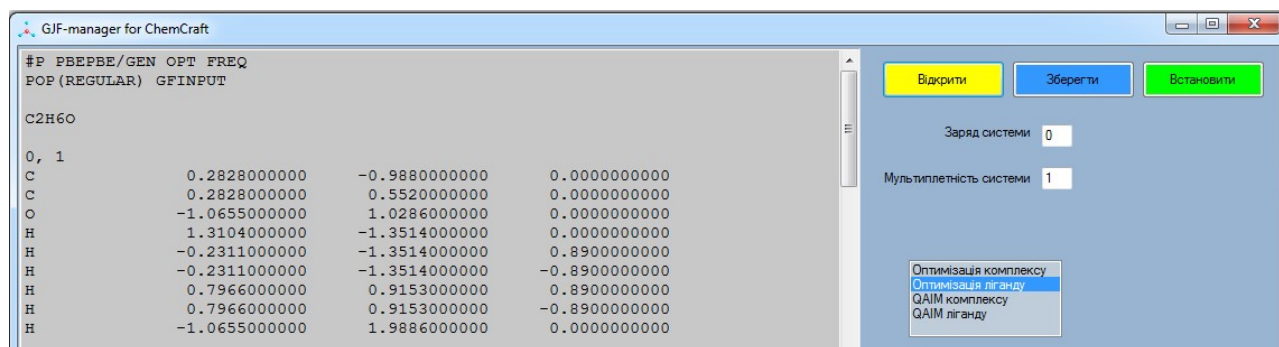 GJF-manager for ChemCraft
#P PBEPBE/GEN OPT FREQ
POP(REGULAR) GFINPUT
C2H6O
0, 1
C 0.2828000000 -0.9880000000 0.0000000000
C 0.2828000000 0.5520000000 0.0000000000
O -1.0655000000 1.0286000000 0.0000000000
H 1.3104000000 -1.3514000000 0.0000000000
H -0.2311000000 -1.3514000000 0.8900000000
H -0.2311000000 -1.3514000000 -0.8900000000
H 0.7966000000 0.9153000000 0.8900000000
H 0.7966000000 0.9153000000 -0.8900000000
H -1.0655000000 1.9886000000 0.0000000000
Відкрити Зберегти Встановити
Заряд системи 0
Мультиплетність системи 1
Оптимізація комплексу
Оптимізація ліганду
QAIM комплексу
QAIM ліганду